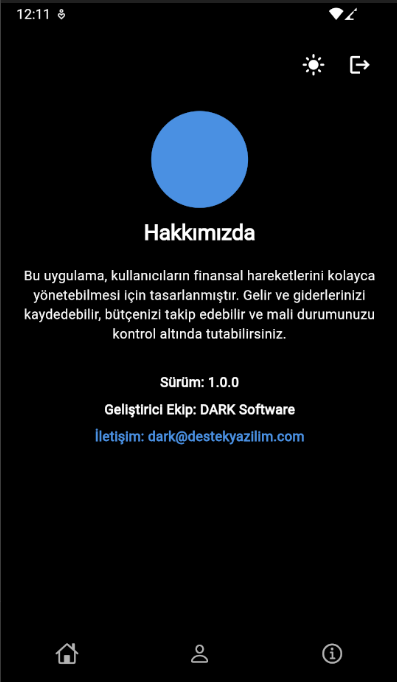 12:11
Hakkımızda
Bu uygulama, kullanıcıların finansal hareketlerini kolayca
yönetebilmesi için tasarlanmıştır. Gelir ve giderlerinizi
kaydedebilir, bütçenizi takip edebilir ve mali durumunuzu
kontrol altında tutabilirsiniz.
Sürüm: 1.0.0
Geliştirici Ekip: DARK Software
İletişim: dark@destekyazilim.com